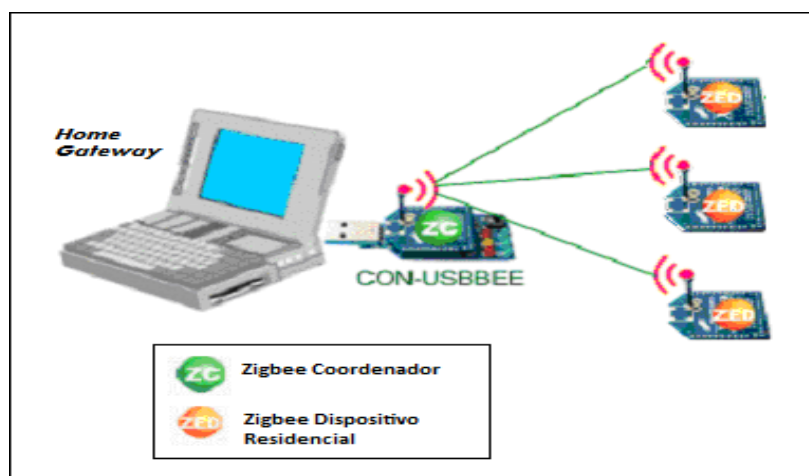 Home
Gateway
ZED
ZED
ZC
CON-USBBEE
ZED
ZC Zigbee Coordenador
ZED Zigbee Dispositivo
Residencial